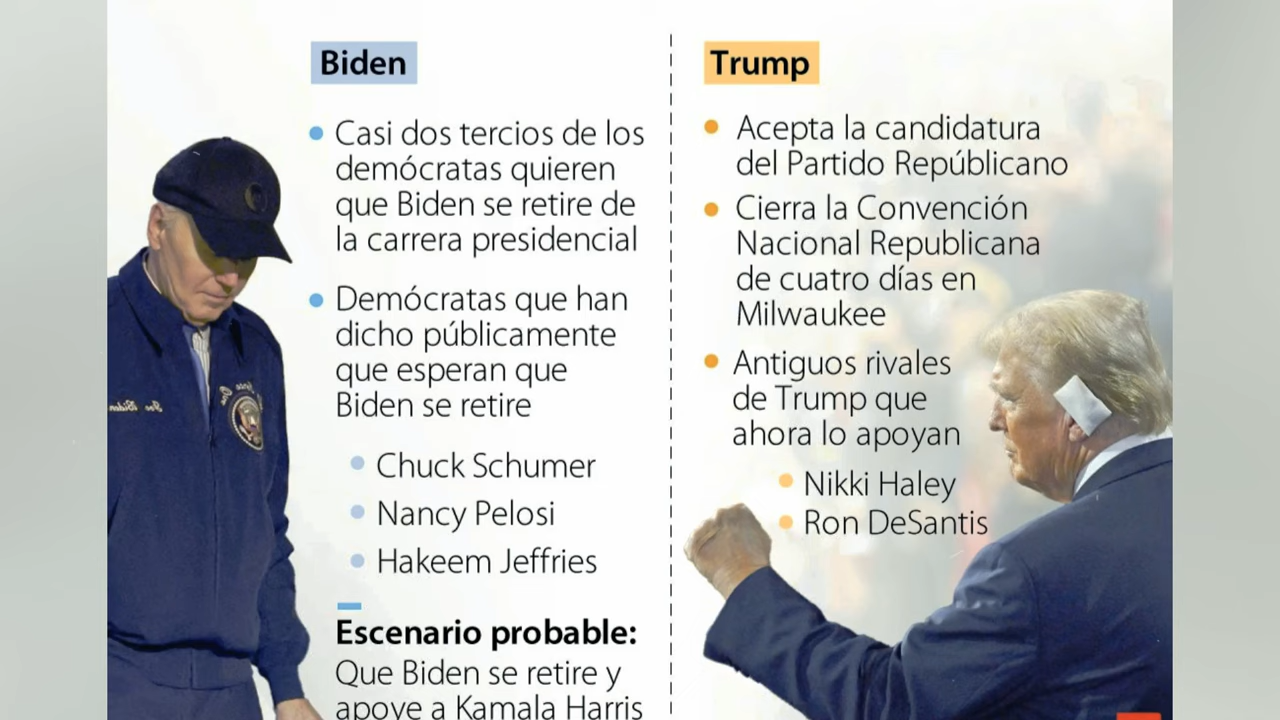 Biden
Casi dos tercios de los
demócratas quieren
que Biden se retire de
la carrera presidencial
Demócratas que han
dicho públicamente
que esperan que
Biden se retire
Chuck Schumer
Nancy Pelosi
Hakeem Jeffries
Escenario probable:
Que Biden se retire y
apoye a Kamala Harris
Trump
Acepta la candidatura
del Partido Repúblicano
Cierra la Convención
Nacional Republicana
de cuatro días en
Milwaukee
Antiguos rivales
de Trump que
ahora lo apoyan
Nikki Haley
Ron DeSantis
Joe Biden